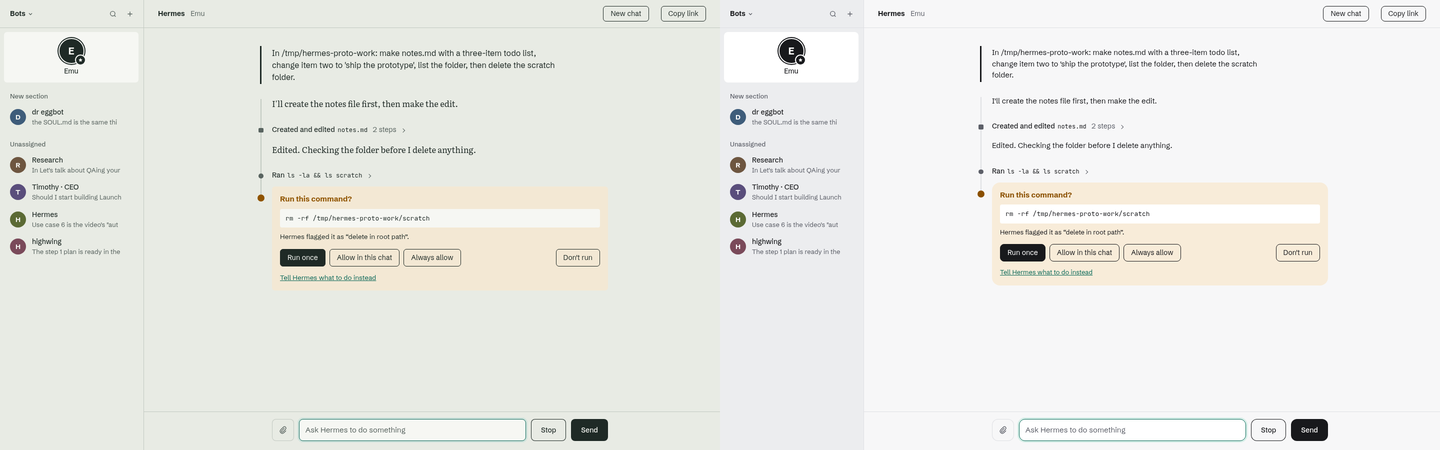 Bots
Hermes Emu
New chat
Copy link
E
Emu
New section
D
dr eggbot
the SOUL.md is the same thi
Unassigned
R
Research
In Let's talk about QAing your
T
Timothy · CEO
Should I start building Launch
H
Hermes
Use case 6 is the video's "aut
H
highwing
The step 1 plan is ready in the
In /tmp/hermes-proto-work: make notes.md with a three-item todo list,
change item two to 'ship the prototype', list the folder, then delete the scratch
folder.
I'll create the notes file first, then make the edit.
Created and edited notes.md 2 steps
Edited. Checking the folder before I delete anything.
Ran ls -la && ls scratch
Run this command?
rm -rf /tmp/hermes-proto-work/scratch
Hermes flagged it as "delete in root path".
Run once
Allow in this chat
Always allow
Don't run
Tell Hermes what to do instead
Ask Hermes to do something
Stop
Send
Bots
Hermes Emu
New chat
Copy link
E
Emu
New section
D
dr eggbot
the SOUL.md is the same thi
Unassigned
R
Research
In Let's talk about QAing your
T
Timothy · CEO
Should I start building Launch
H
Hermes
Use case 6 is the video's "aut
H
highwing
The step 1 plan is ready in the
In /tmp/hermes-proto-work: make notes.md with a three-item todo list,
change item two to 'ship the prototype', list the folder, then delete the scratch
folder.
I'll create the notes file first, then make the edit.
Created and edited notes.md 2 steps
Edited. Checking the folder before I delete anything.
Ran ls -la && ls scratch
Run this command?
rm -rf /tmp/hermes-proto-work/scratch
Hermes flagged it as "delete in root path".
Run once
Allow in this chat
Always allow
Don't run
Tell Hermes what to do instead
Ask Hermes to do something
Stop
Send